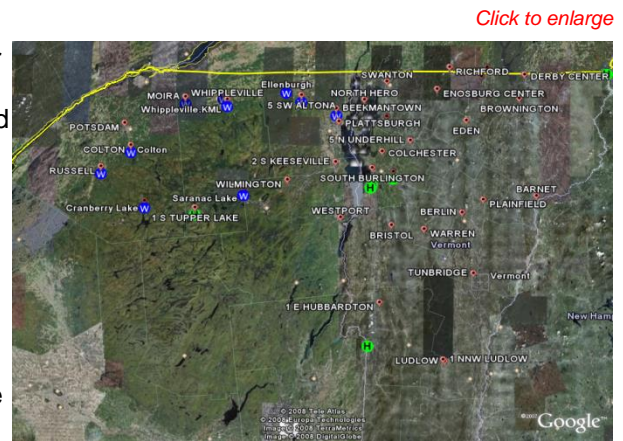 Click to enlarge
d
e
SWANTON
RICHFORD
DERBY CENTER
Ellenburgh
MOIRA
WHIPPLEVILLE
NORTH HERO
ENOSBURG CENTER
Whippleville.KML
5 SW ALTONA
BEEKMANTOWN
BROWNINGTON
POTSDAM
PLATTSBURGH
EDEN
5 N UNDERHILL
COLTON
Colton
COLCHESTER
2 S KEESEVILLE
RUSSELL
SOUTH BURLINGTON
WILMINGTON
Saranac Lake
BARNET
PLAINFIELD
Cranberry Lake
1 S TUPPER LAKE
WESTPORT
BERLIN
BRISTOL
WARREN
Vermont
TUNBRIDGE
Vermont
1 E HUBBARDTON
New Hamp
LUDLOW
1 NNW LUDLOW
© 2008 Tele Atlas
© 2008 Europa Technologies
Image © 2008 TerraMetrics
Image © 2008 DigitalGlobe
©2007 Google™
W
W
W
W
W
W
W
W
H
H